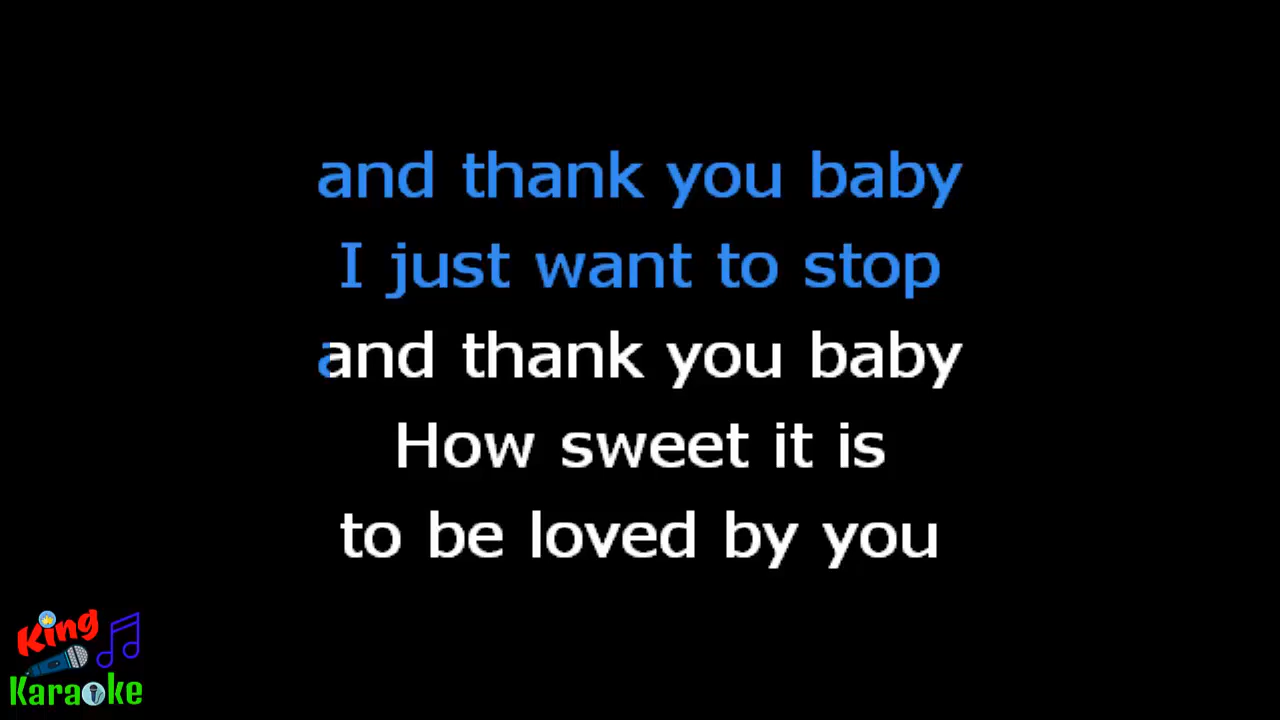 and thank you baby
I just want to stop
and thank you baby
How sweet it is
to be loved by you
King
Karaoke